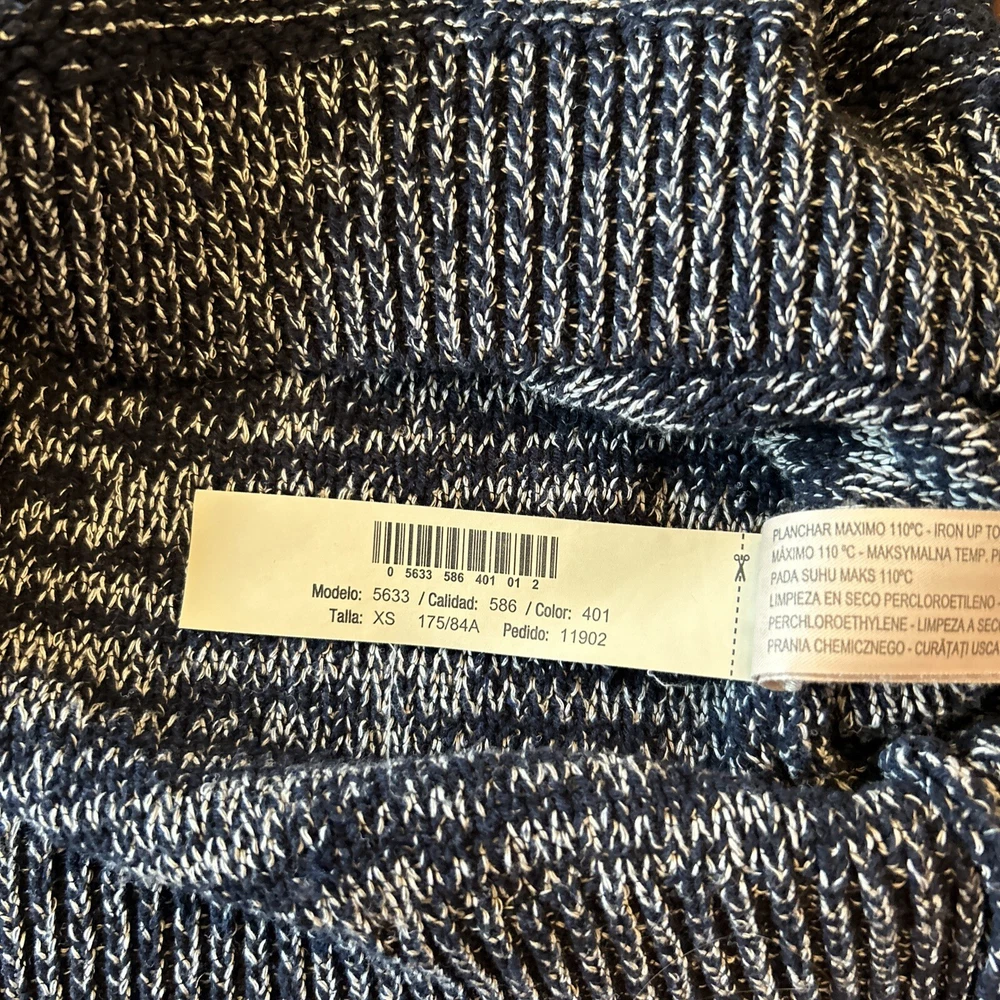 0 5633 586 401 01 2
Modelo: 5633 / Calidad: 586 / Color: 401
Talla: XS 175/84A Pedido: 11902
PLANCHAR MAXIMO 110ºC - IRON UP TO
MÁXIMO 110 ºC - MAKSYMALNA TEMP. P
PADA SUHU MAKS 110ºC
LIMPIEZA EN SECO PERCLOROETILENO
PERCHLOROETHYLENE - LIMPEZA A SEC
PRANIA CHEMICZNEGO - CURĂȚAȚI USCA